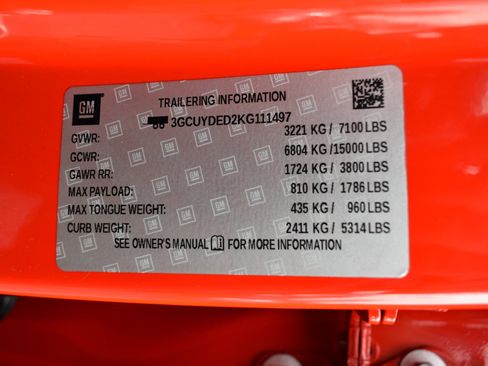 GM
TRAILERING INFORMATION
3GCUYDED2KG111497
GVWR: 3221 KG / 7100 LBS
GCWR: 6804 KG /15000 LBS
GAWR RR: 1724 KG / 3800 LBS
MAX PAYLOAD: 810 KG / 1786 LBS
MAX TONGUE WEIGHT: 435 KG / 960 LBS
CURB WEIGHT: 2411 KG / 5314 LBS
SEE OWNER'S MANUAL FOR MORE INFORMATION